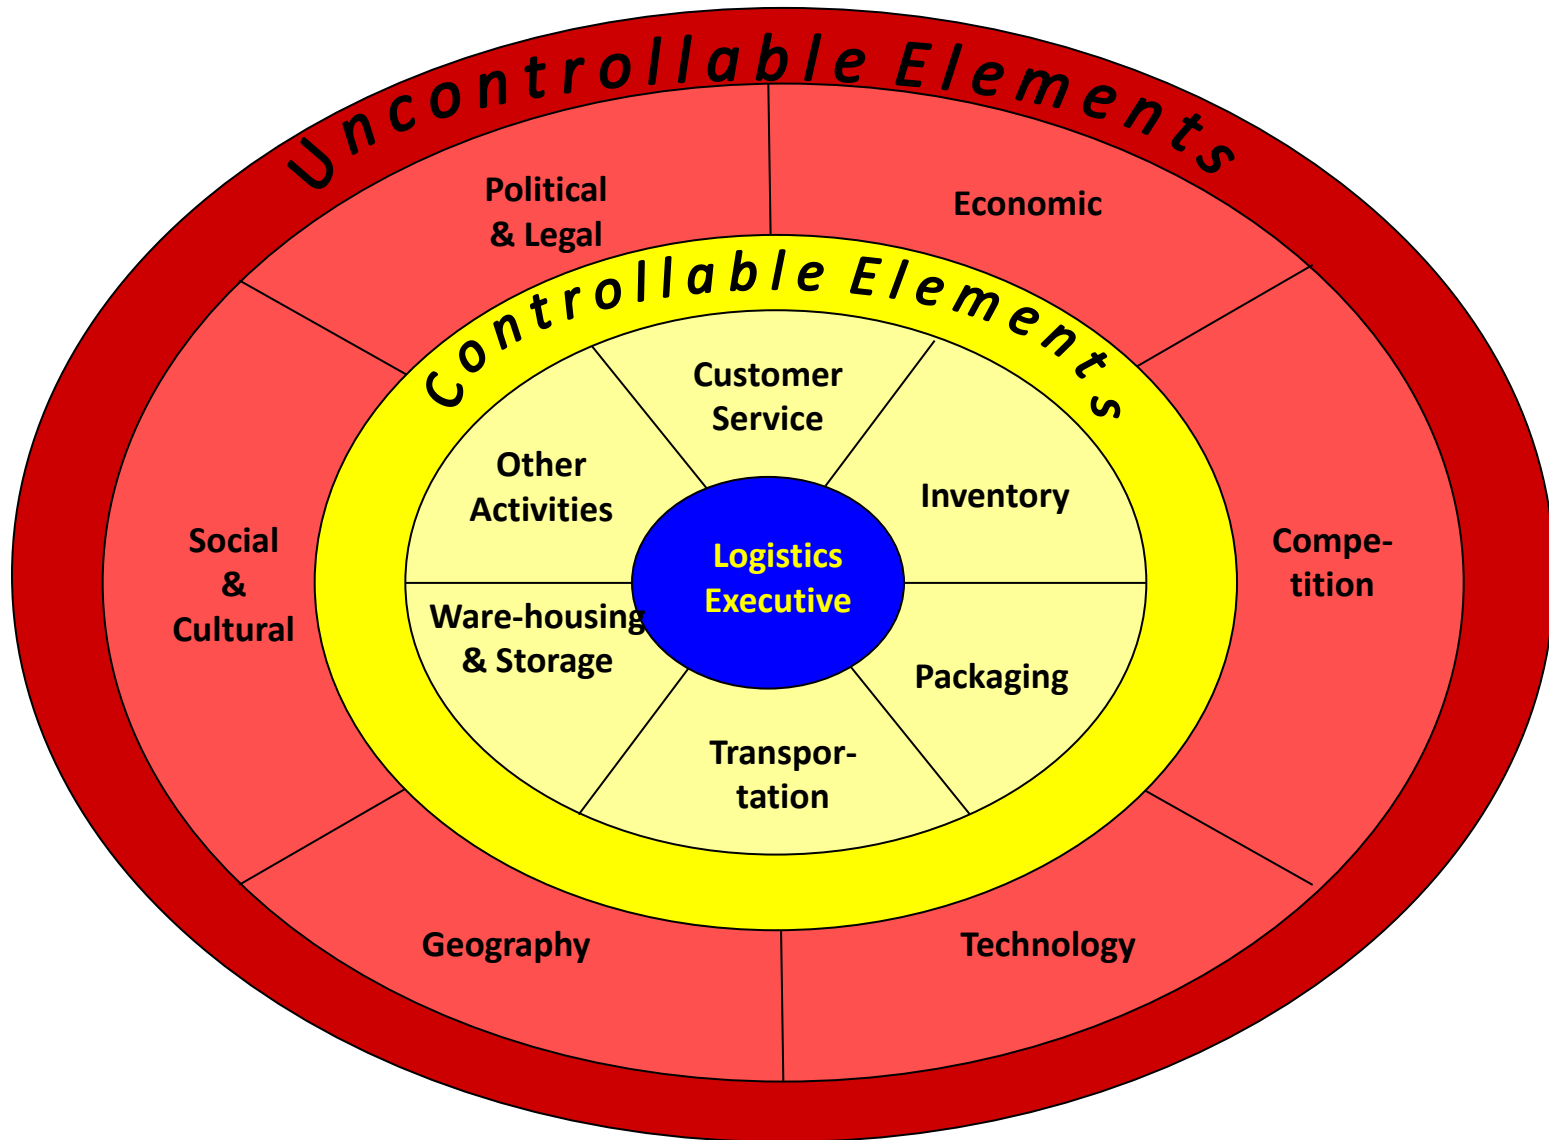 Uncontrollable Elements
Political
& Legal
Economic
Controllable Elements
Customer
Service
Other
Activities
Inventory
Social
&
Cultural
Logistics
Executive
Compe-
tition
Ware-housing
& Storage
Packaging
Transpor-
tation
Geography
Technology